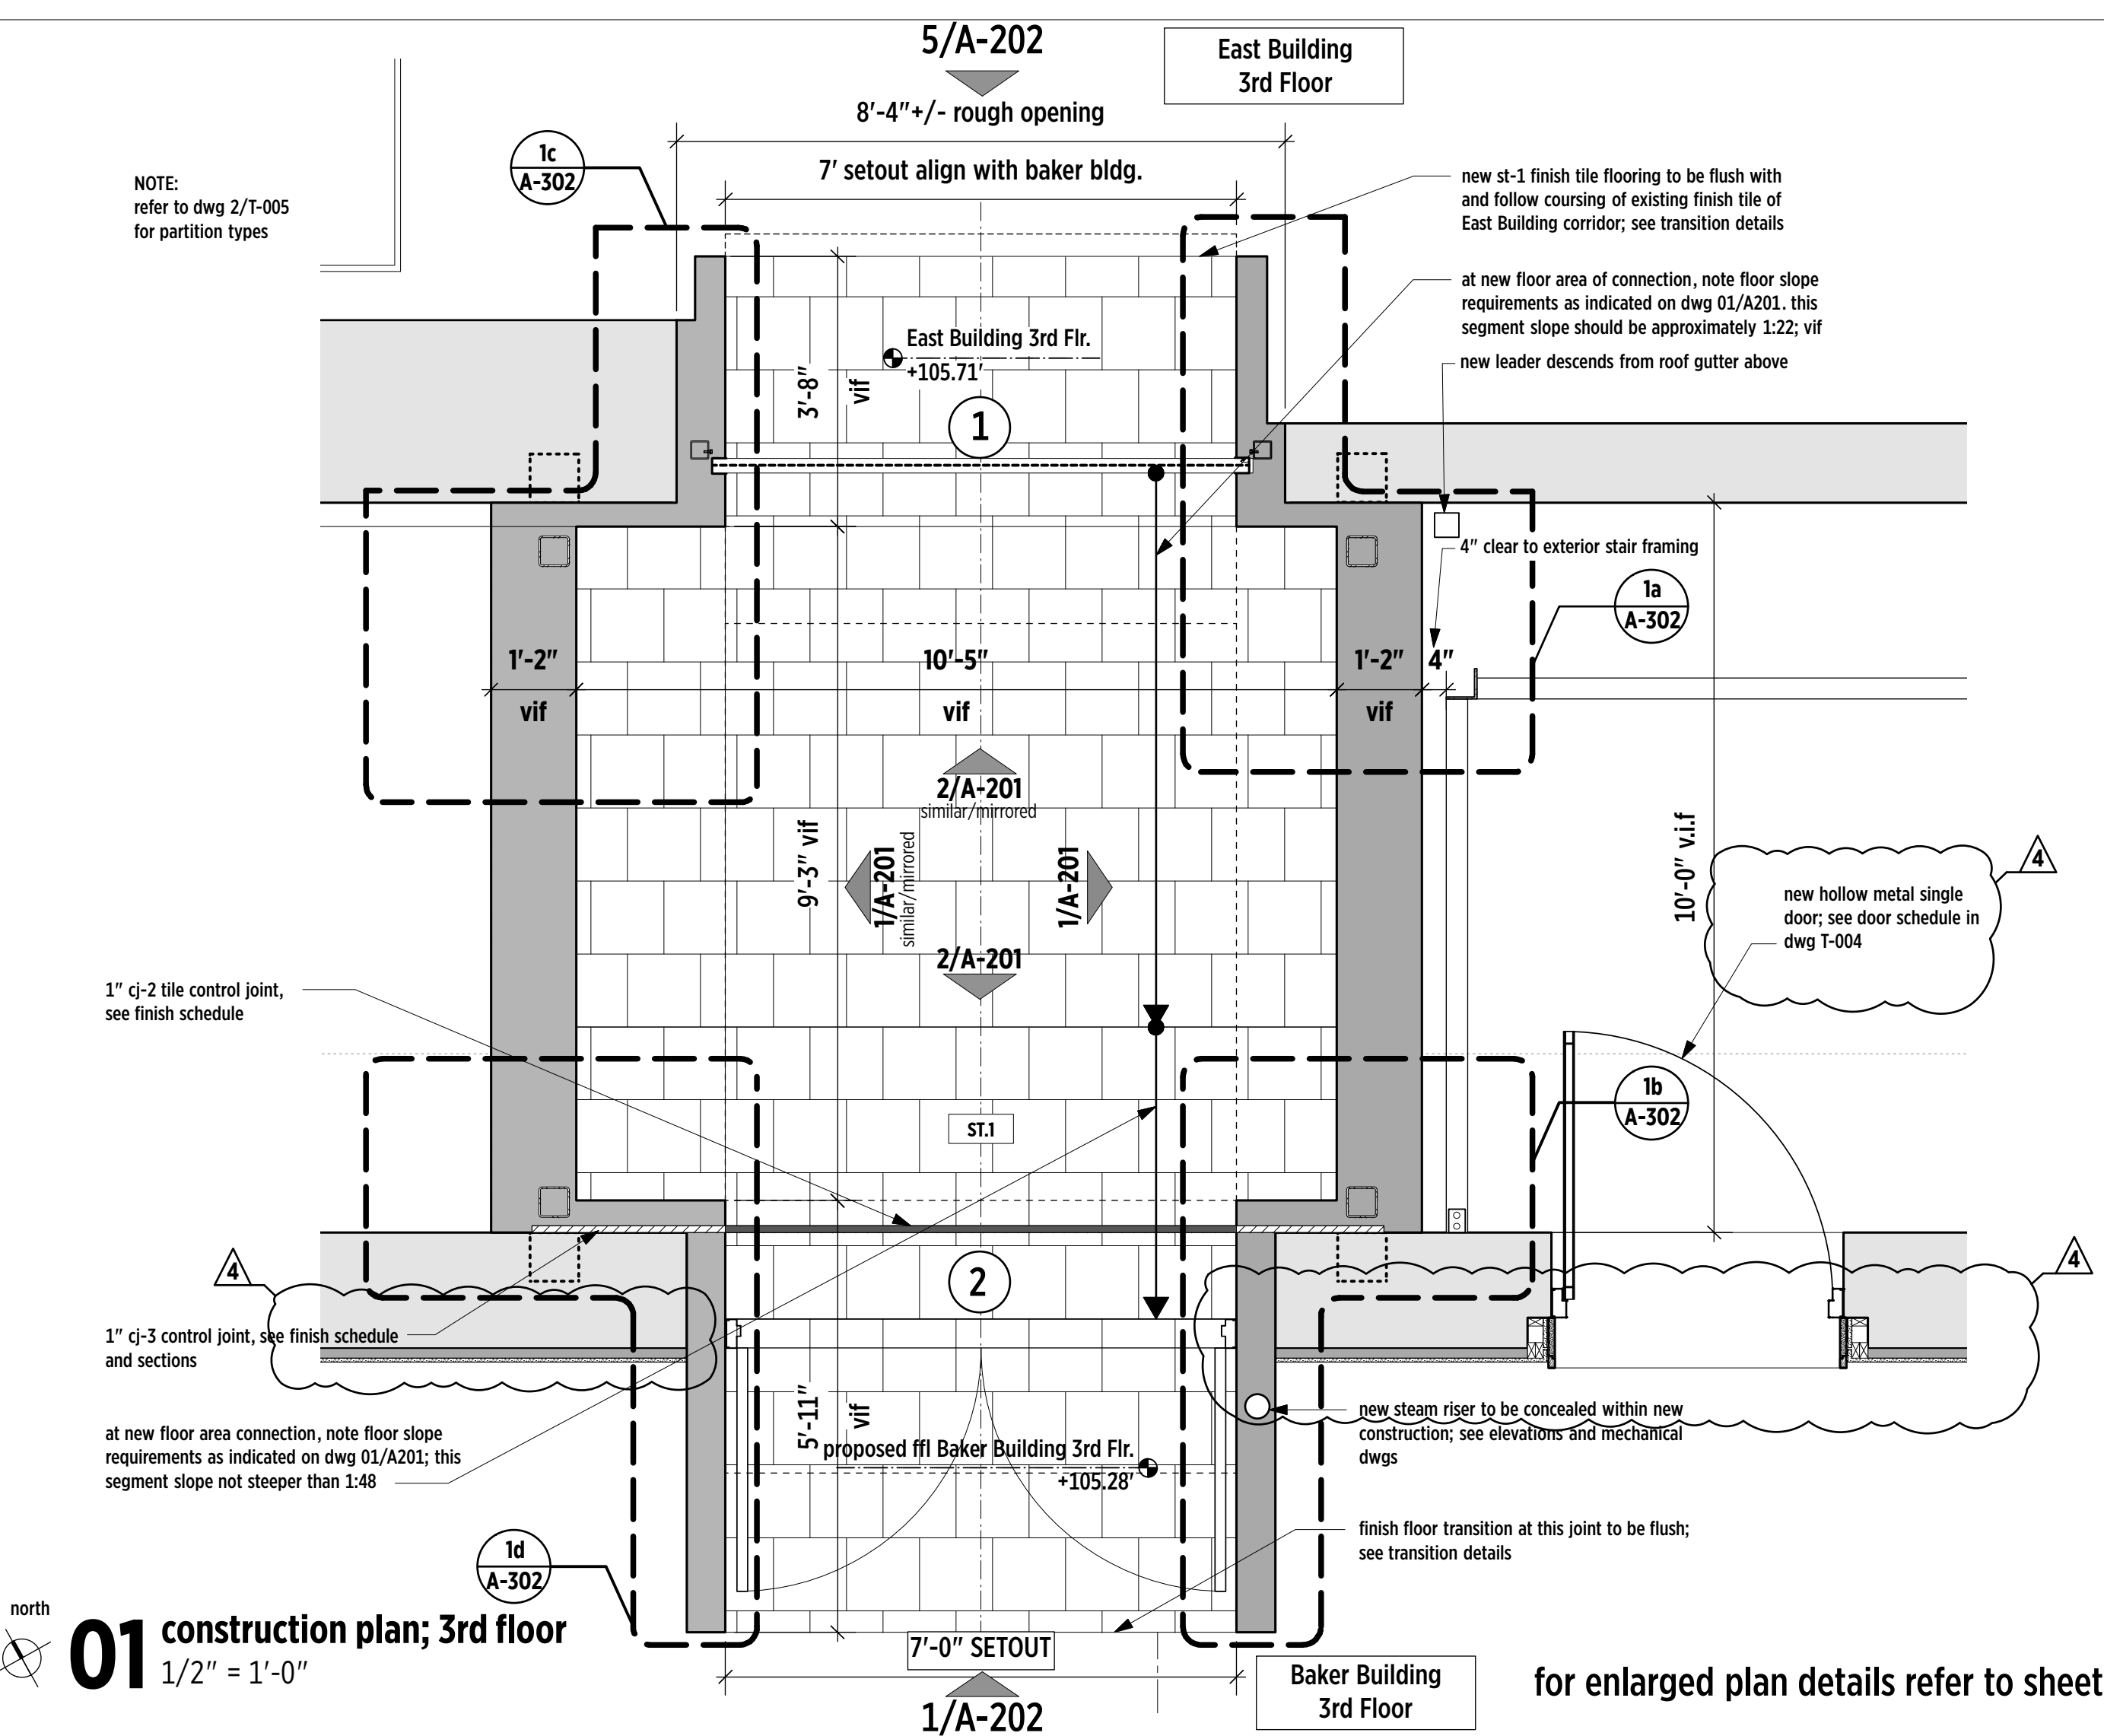 5/A-202
East Building
3rd Floor
8'-4"+/- rough opening
7' setout align with baker bldg.
1c
A-302
NOTE:
refer to dwg 2/T-005
for partition types
new st-1 finish tile flooring to be flush with
and follow coursing of existing finish tile of
East Building corridor; see transition details
at new floor area of connection, note floor slope
requirements as indicated on dwg 01/A201. this
segment slope should be approximately 1:22; vif
new leader descends from roof gutter above
East Building 3rd Flr.
+105.71'
3'-8"
vif
1
4" clear to exterior stair framing
1a
A-302
1'-2"
vif
10'-5"
vif
1'-2"
vif
4"
2/A-201
similar/mirrored
9'-3" vif
1/A-201
similar/mirrored
1/A-201
2/A-201
10'-0" v.i.f
4
new hollow metal single
door; see door schedule in
dwg T-004
1" cj-2 tile control joint,
see finish schedule
1b
A-302
ST.1
4
2
4
1" cj-3 control joint, see finish schedule
and sections
5'-11"
vif
new steam riser to be concealed within new
construction; see elevations and mechanical
dwgs
at new floor area connection, note floor slope
requirements as indicated on dwg 01/A201; this
segment slope not steeper than 1:48
proposed ffl Baker Building 3rd Flr.
+105.28'
finish floor transition at this joint to be flush;
see transition details
1d
A-302
north
01
construction plan; 3rd floor
1/2" = 1'-0"
7'-0" SETOUT
1/A-202
Baker Building
3rd Floor
for enlarged plan details refer to sheet